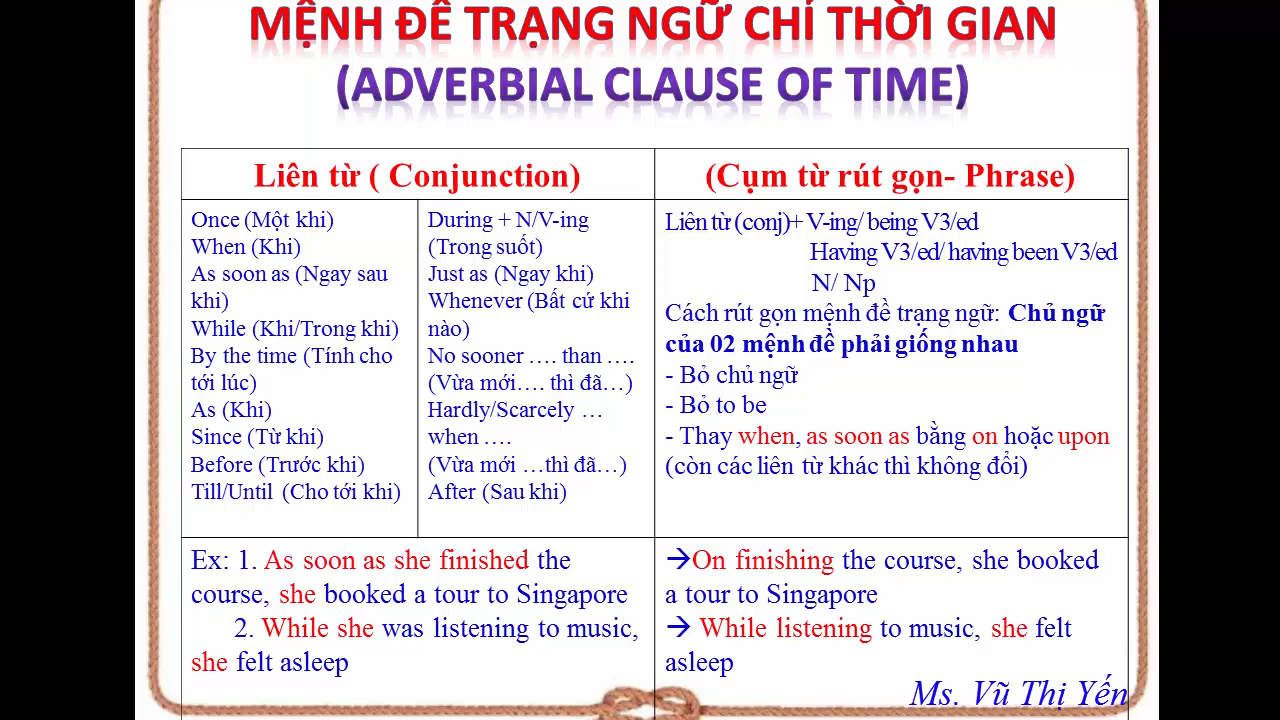 MỆNH ĐỀ TRẠNG NGỮ CHỈ THỜI GIAN
(ADVERBIAL CLAUSE OF TIME)
Liên từ ( Conjunction)
(Cụm từ rút gọn- Phrase)
Once (Một khi)
When (Khi)
As soon as (Ngay sau
khi)
While (Khi/Trong khi)
By the time (Tính cho
tới lúc)
As (Khi)
Since (Từ khi)
Before (Trước khi)
Till/Until (Cho tới khi)
During + N/V-ing
(Trong suốt)
Just as (Ngay khi)
Whenever (Bất cứ khi
nào)
No sooner …. than ….
(Vừa mới…. thì đã…)
Hardly/Scarcely …
when ….
(Vừa mới …thì đã…)
After (Sau khi)
Liên từ (conj)+ V-ing/ being V3/ed
Having V3/ed/ having been V3/ed
N/ Np
Cách rút gọn mệnh đề trạng ngữ: Chủ ngữ
của 02 mệnh đề phải giống nhau
- Bỏ chủ ngữ
- Bỏ to be
- Thay when, as soon as bằng on hoặc upon
(còn các liên từ khác thì không đổi)
Ex: 1. As soon as she finished the
course, she booked a tour to Singapore
2. While she was listening to music,
she felt asleep
→On finishing the course, she booked
a tour to Singapore
→ While listening to music, she felt
asleep
Ms. Vũ Thị Yến